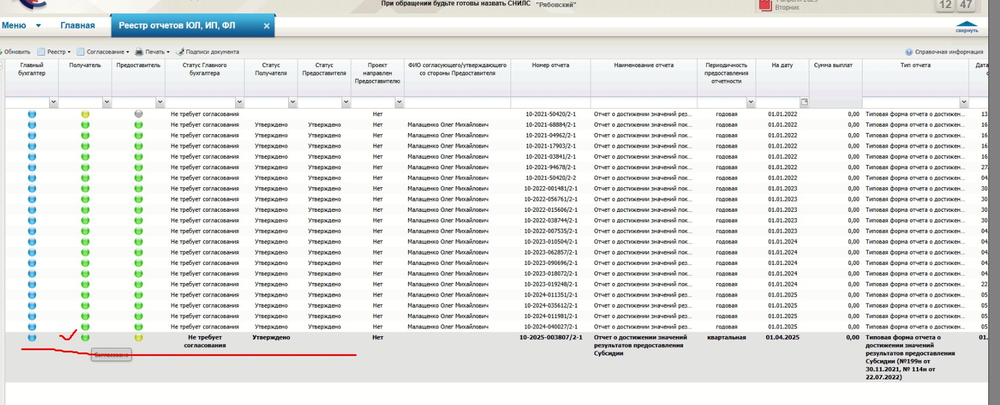 При обращении будьте готовы назвать СНИЛС "Рябовский"
Вторник
12 47
Меню Главная Реестр отчетов ЮЛ, ИП, ФЛ
свернуть
Обновить Реестр Согласование Печать Подписи документа Справочная информация
Главный бухгалтер Получатель Предоставитель Статус Главного бухгалтера Статус Получателя Статус Предоставителя Проект направлен Предоставителю ФИО согласующего/утверждающего со стороны Предоставителя Номер отчета Наименование отчета Периодичность предоставления отчетности На дату Сумма выплат Тип отчета Дата
Не требует согласования Нет 10-2021-50420/2-1 Отчет о достижении значений рез... годовая 01.01.2022 0,00 Типовая форма отчета о достижен... 13
Не требует согласования Утверждено Утверждено Нет Малащенко Олег Михайлович 10-2021-68884/2-1 Отчет о достижении значений пок... годовая 01.01.2022 0,00 Типовая форма отчета о достижен... 16.
Не требует согласования Утверждено Утверждено Нет Малащенко Олег Михайлович 10-2021-04962/2-1 Отчет о достижении значений пок... годовая 01.01.2022 0,00 Типовая форма отчета о достижен... 16.
Не требует согласования Утверждено Утверждено Нет Малащенко Олег Михайлович 10-2021-17903/2-1 Отчет о достижении значений пок... годовая 01.01.2022 0,00 Типовая форма отчета о достижен... 16.
Не требует согласования Утверждено Утверждено Нет Малащенко Олег Михайлович 10-2021-03841/2-1 Отчет о достижении значений пок... годовая 01.01.2022 0,00 Типовая форма отчета о достижен... 16.
Не требует согласования Утверждено Утверждено Нет Малащенко Олег Михайлович 10-2021-94678/2-1 Отчет о достижении значений пок... годовая 01.01.2022 0,00 Типовая форма отчета о достижен... 27.
Не требует согласования Утверждено Утверждено Нет Малащенко Олег Михайлович 10-2021-50420/2-2 Отчет о достижении значений рез... годовая 01.01.2022 0,00 Типовая форма отчета о достижен... 04.
Не требует согласования Утверждено Утверждено Нет Малащенко Олег Михайлович 10-2022-001481/2-1 Отчет о достижении значений пок... годовая 01.01.2023 0,00 Типовая форма отчета о достижен... 30.
Не требует согласования Утверждено Утверждено Нет Малащенко Олег Михайлович 10-2022-056761/2-1 Отчет о достижении значений пок... годовая 01.01.2023 0,00 Типовая форма отчета о достижен... 30.
Не требует согласования Утверждено Утверждено Нет Малащенко Олег Михайлович 10-2022-015606/2-1 Отчет о достижении значений пок... годовая 01.01.2023 0,00 Типовая форма отчета о достижен... 30.
Не требует согласования Утверждено Утверждено Нет Малащенко Олег Михайлович 10-2022-038744/2-1 Отчет о достижении значений пок... годовая 01.01.2023 0,00 Типовая форма отчета о достижен... 30.
Не требует согласования Утверждено Утверждено Нет Малащенко Олег Михайлович 10-2022-007535/2-1 Отчет о достижении значений рез... годовая 01.01.2023 0,00 Типовая форма отчета о достижен... 04.
Не требует согласования Утверждено Утверждено Нет Малащенко Олег Михайлович 10-2023-010504/2-1 Отчет о достижении значений пок... годовая 01.01.2024 0,00 Типовая форма отчета о достижен... 04.
Не требует согласования Утверждено Утверждено Нет Малащенко Олег Михайлович 10-2023-062857/2-1 Отчет о достижении значений пок... годовая 01.01.2024 0,00 Типовая форма отчета о достижен... 04.
Не требует согласования Утверждено Утверждено Нет Малащенко Олег Михайлович 10-2023-090696/2-1 Отчет о достижении значений рез... годовая 01.01.2024 0,00 Типовая форма отчета о достижен... 04.
Не требует согласования Утверждено Утверждено Нет Малащенко Олег Михайлович 10-2023-018072/2-1 Отчет о достижении значений пок... годовая 01.01.2024 0,00 Типовая форма отчета о достижен... 04.
Не требует согласования Утверждено Утверждено Нет Малащенко Олег Михайлович 10-2023-019248/2-1 Отчет о достижении значений пок... годовая 01.01.2024 0,00 Типовая форма отчета о достижен... 22.
Не требует согласования Утверждено Утверждено Нет Малащенко Олег Михайлович 10-2024-011351/2-1 Отчет о достижении значений рез... годовая 01.01.2025 0,00 Типовая форма отчета о достижен... 05.
Не требует согласования Утверждено Утверждено Нет Малащенко Олег Михайлович 10-2024-035612/2-1 Отчет о достижении значений рез... годовая 01.01.2025 0,00 Типовая форма отчета о достижен... 05.
Не требует согласования Утверждено Утверждено Нет Малащенко Олег Михайлович 10-2024-011981/2-1 Отчет о достижении значений рез... годовая 01.01.2025 0,00 Типовая форма отчета о достижен... 05.
Не требует согласования Утверждено Утверждено Нет Малащенко Олег Михайлович 10-2024-040027/2-1 Отчет о достижении значений рез... годовая 01.01.2025 0,00 Типовая форма отчета о достижен... 05.
Не требует Утверждено Нет 10-2025-003807/2-1 Отчет о достижении значений квартальная 01.04.2025 0,00 Типовая форма отчета о 01.
согласования результатов предоставления достижении значений
Согласовано Субсидии результатов предоставления
Субсидии (№199н от
30.11.2021, № 114н от
22.07.2022)